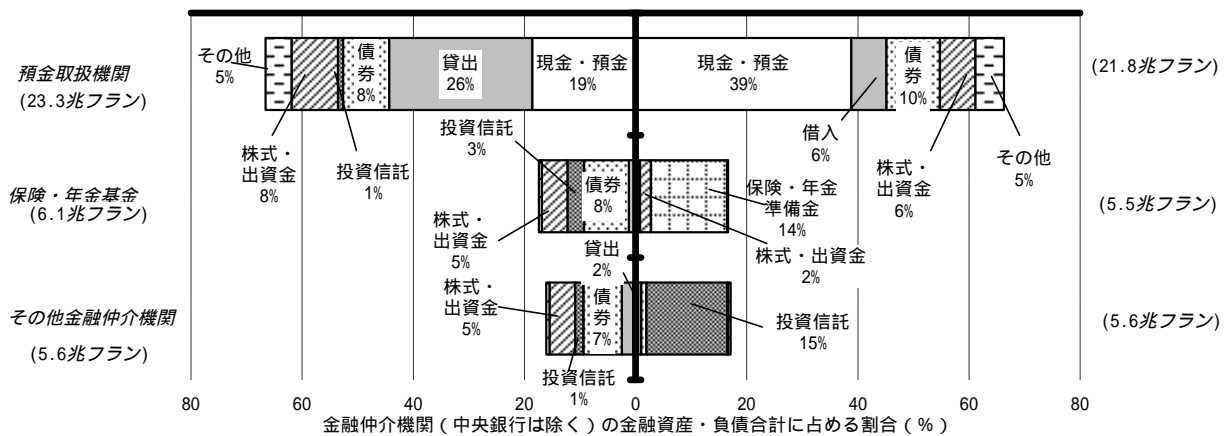 80
60
40
20
0
20
40
60
80
預金取扱機関
(23.3兆フラン)
その他
5%
株式・
出資金
8%
投資信託
1%
債
券
8%
貸出
26%
現金・預金
19%
現金・預金
39%
借入
6%
債
券
10%
株式・
出資金
6%
その他
5%
(21.8兆フラン)
保険・年金基金
(6.1兆フラン)
株式・
出資金
5%
投資信託
3%
債券
8%
株式・出資金
2%
保険・年金
準備金
14%
(5.5兆フラン)
その他金融仲介機関
(5.6兆フラン)
株式・
出資金
5%
投資信託
1%
債
券
7%
貸出
2%
投資信託
15%
(5.6兆フラン)
80
60
40
20
0
20
40
60
80
金融仲介機関(中央銀行は除く)の金融資産・負債合計に占める割合(%)